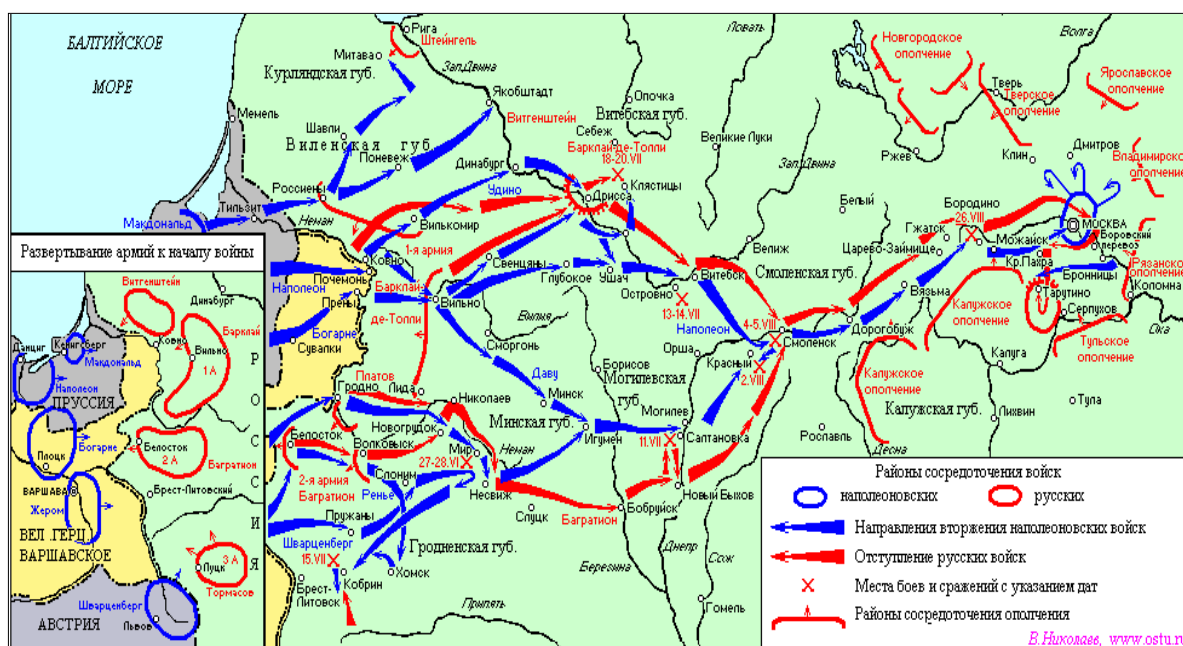 БАЛТИЙСКОЕ
МОРЕ
Рига
Штейнгель
Митава
Курляндская губ.
Зап.Двина
Ловать
Новгородское
ополчение
Волга
Ярославское
ополчение
Тверь
Тверское
ополчение
Якобштадт
Опочка
Витебская
губ.
Мемель
Витгенштейн
Шавли
Виленская губ.
Поневеж
Динабург
Себеж
Барклай-де-Толли
18-20.VII
Великие Луки
Ржев
Клин
Дмитров
Владимирское
ополчение
Зап.Двина
Клястицы
Россиены
Удино
Дрисса
Тильзит
Макдональд
Неман
Вилькомир
1-я армия
Белый
Бородино
26.VIII
Гжатск
МОСКВА
Боровский
перевоз
Можайск
Царево-Займище
Кр.Пахра
Бронницы
Рязанское
ополчение
Коломна
Велиж
Смоленская губ.
Развертывание армий к началу войны
Ковно
Почемонь
Наполеон
Прены
Барклай
де-Толли
Богарне
Сувалки
Свенцяны
Глубокое
Ушач
Витебск
Островно
13-14.VII
Вильно
Вилия
Вязьма
Калужское
ополчение
Тарутино
Серпухов
Ока
Тульское
ополчение
Наполеон
4-5.VIII
Смоленск
Дорогобуж
Сморгонь
Орша
Красный
2.VIII
Борисов
Могилевская
губ.
Даву
Минск
Калуга
Калужское
ополчение
Калужская губ.
Тула
Лихвин
Платов
Гродно
Лида
Николаев
Минская губ.
Могилев
Салтановка
11.VII
Рославль
Десна
Новогрудок
Неман
Игумен
Белосток
Волковыск
Мир
27-28.VI
Слоним
2-я армия
Багратион
Ренье
Несвиж
Новый Быхов
Бобруйск
Слуцк
Багратион
Пружаны
Шварценберг
Гродненская губ.
15.VII
Хомск
Кобрин
Брест-
Литовск
Днепр
Сож
Березина
Гомель
Припять
Витгенштейн
Динабург
Барклай
Ковно
Вильно
1 А
Данциг
Кенигсберг
Макдональд
Наполеон
ПРУССИЯ
РОССИЯ
Богарне
Белосток
2 А
Багратион
Плоцк
ВАРШАВА
Брест-Литовский
Жером
ВЕЛ .ГЕРЦ.
ВАРШАВСКОЕ
3 А
Луцк
Тормасов
Шварценберг
Львов
АВСТРИЯ
Районы сосредоточения войск
наполеоновских
русских
Направления вторжения наполеоновских войск
Отступление русских войск
Места боев и сражений с указанием дат
Районы сосредоточения ополчения
В.Николаев, www.ostu.ru